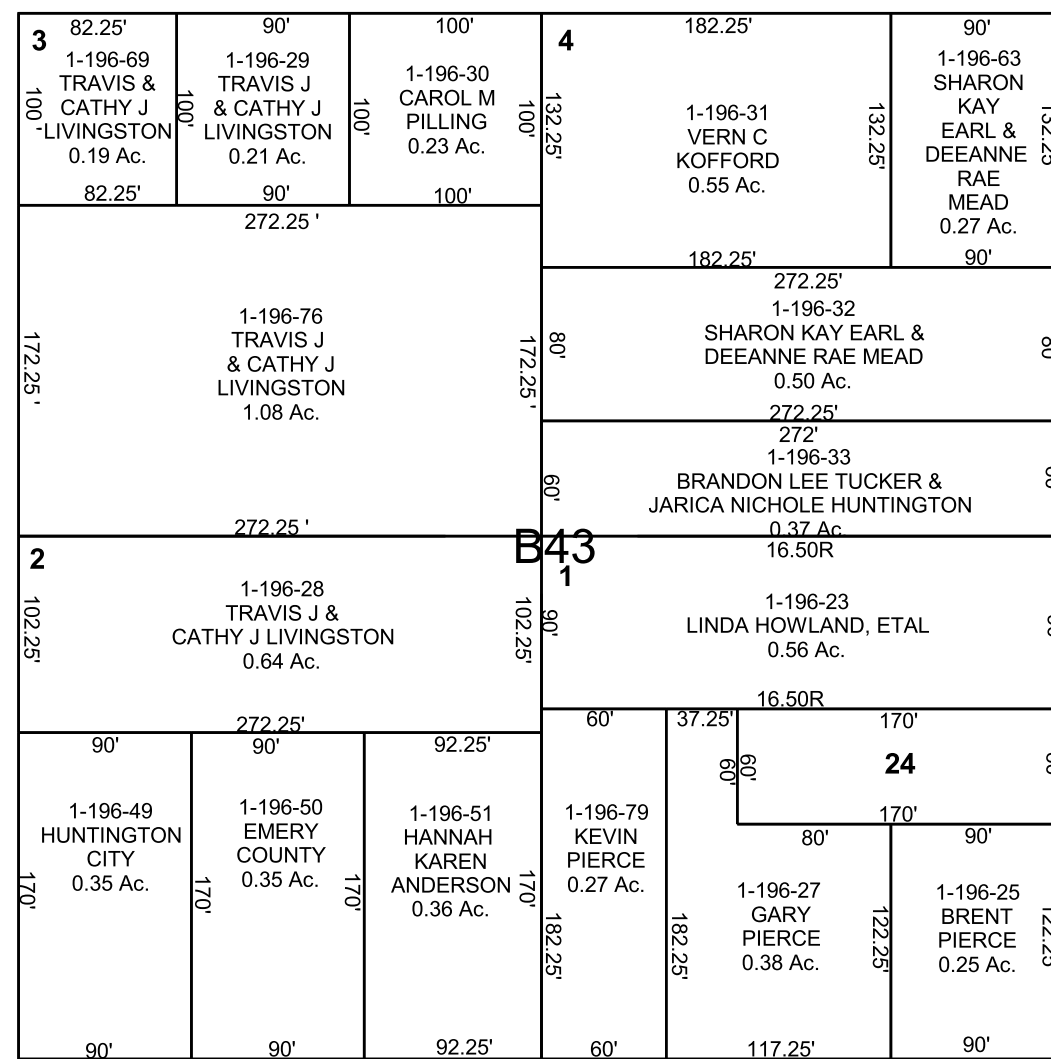 3
82.25'
1-196-69
TRAVIS &
CATHY J
LIVINGSTON
0.19 Ac.
100'
100'
82.25'
90'
1-196-29
TRAVIS J
& CATHY J
LIVINGSTON
0.21 Ac.
100'
90'
100'
1-196-30
CAROL M
PILLING
0.23 Ac.
100'
100'
4
182.25'
132.25'
1-196-31
VERN C
KOFFORD
0.55 Ac.
132.25'
182.25'
90'
1-196-63
SHARON
KAY
EARL &
DEEANNE
RAE
MEAD
0.27 Ac.
132.25
90'
272.25 '
172.25 '
1-196-76
TRAVIS J
& CATHY J
LIVINGSTON
1.08 Ac.
172.25 '
272.25 '
272.25'
80'
1-196-32
SHARON KAY EARL &
DEEANNE RAE MEAD
0.50 Ac.
80
272.25'
272'
60'
1-196-33
BRANDON LEE TUCKER &
JARICA NICHOLE HUNTINGTON
0.37 Ac.
B43
2
102.25'
1-196-28
TRAVIS J &
CATHY J LIVINGSTON
0.64 Ac.
102.25'
272.25'
1
16.50R
90'
1-196-23
LINDA HOWLAND, ETAL
0.56 Ac.
16.50R
90'
170'
1-196-49
HUNTINGTON
CITY
0.35 Ac.
90'
90'
170'
1-196-50
EMERY
COUNTY
0.35 Ac.
170'
90'
92.25'
1-196-51
HANNAH
KAREN
ANDERSON
0.36 Ac.
170'
92.25'
60'
1-196-79
KEVIN
PIERCE
0.27 Ac.
182.25'
182.25'
60'
37.25'
60'
60'
170'
24
170'
80'
1-196-27
GARY
PIERCE
0.38 Ac.
122.25'
117.25'
90'
1-196-25
BRENT
PIERCE
0.25 Ac.
122.25
90'